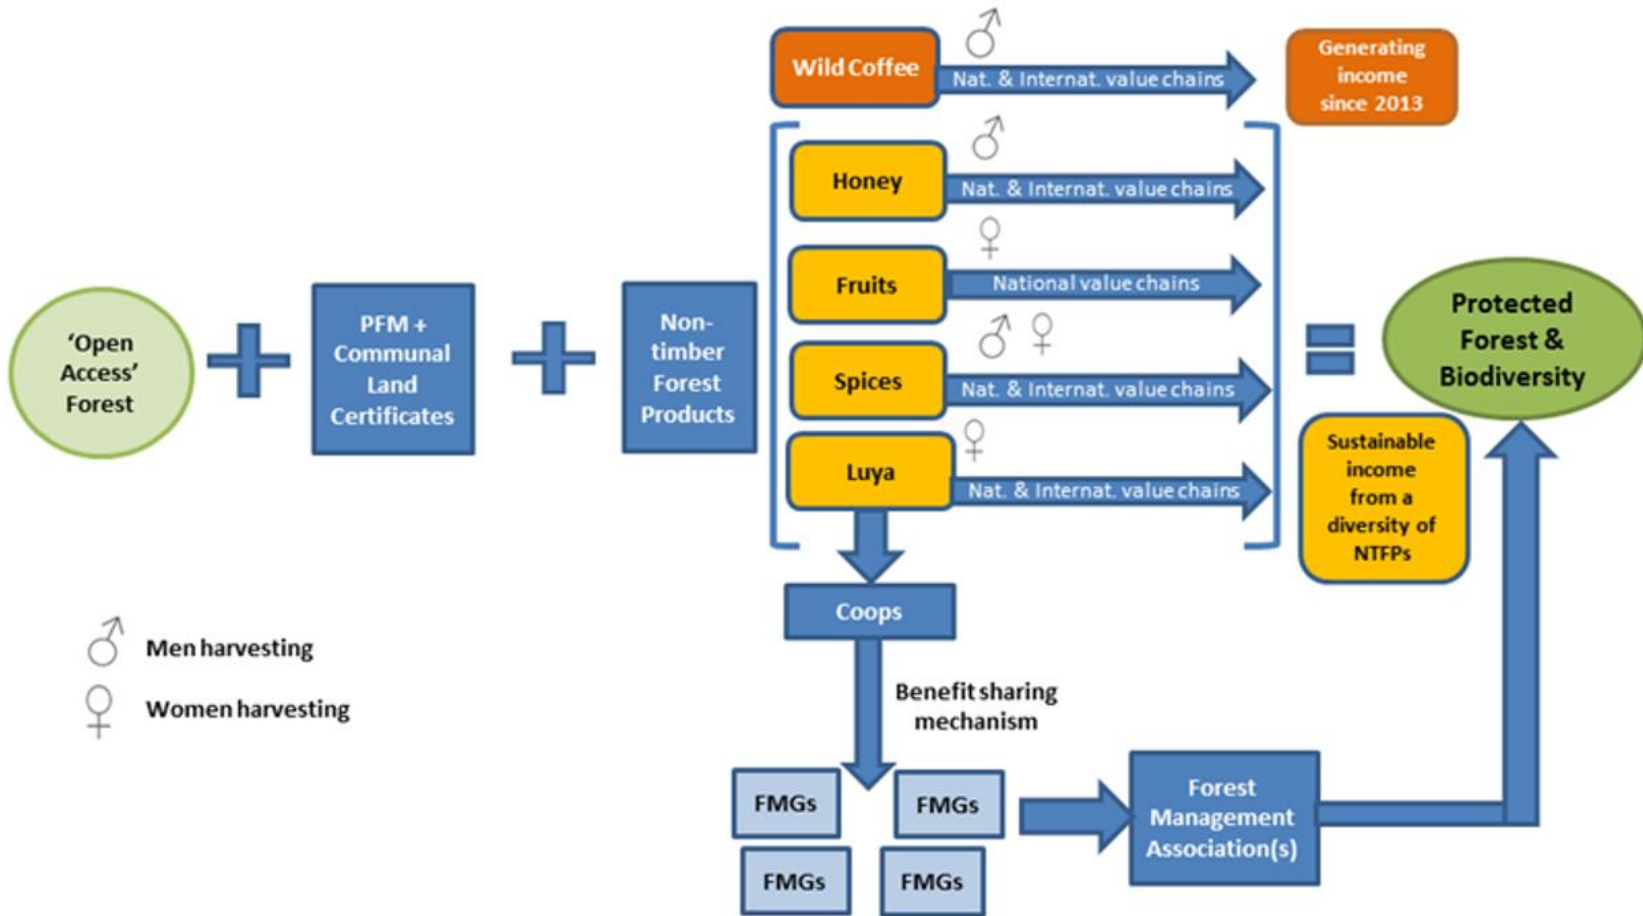 Wild Coffee
Nat. & Internat. value chains
Generating
income
since 2013
Honey
Nat. & Internat. value chains
Fruits
National value chains
Spices
Nat. & Internat. value chains
Luya
Nat. & Internat. value chains
‘Open
Access’
Forest
PFM +
Communal
Land
Certificates
Non-
timber
Forest
Products
Protected
Forest &
Biodiversity
Sustainable
income
from a
diversity of
NTFPs
Coops
Men harvesting
Women harvesting
Benefit sharing
mechanism
FMGs
FMGs
FMGs
FMGs
Forest
Management
Association(s)